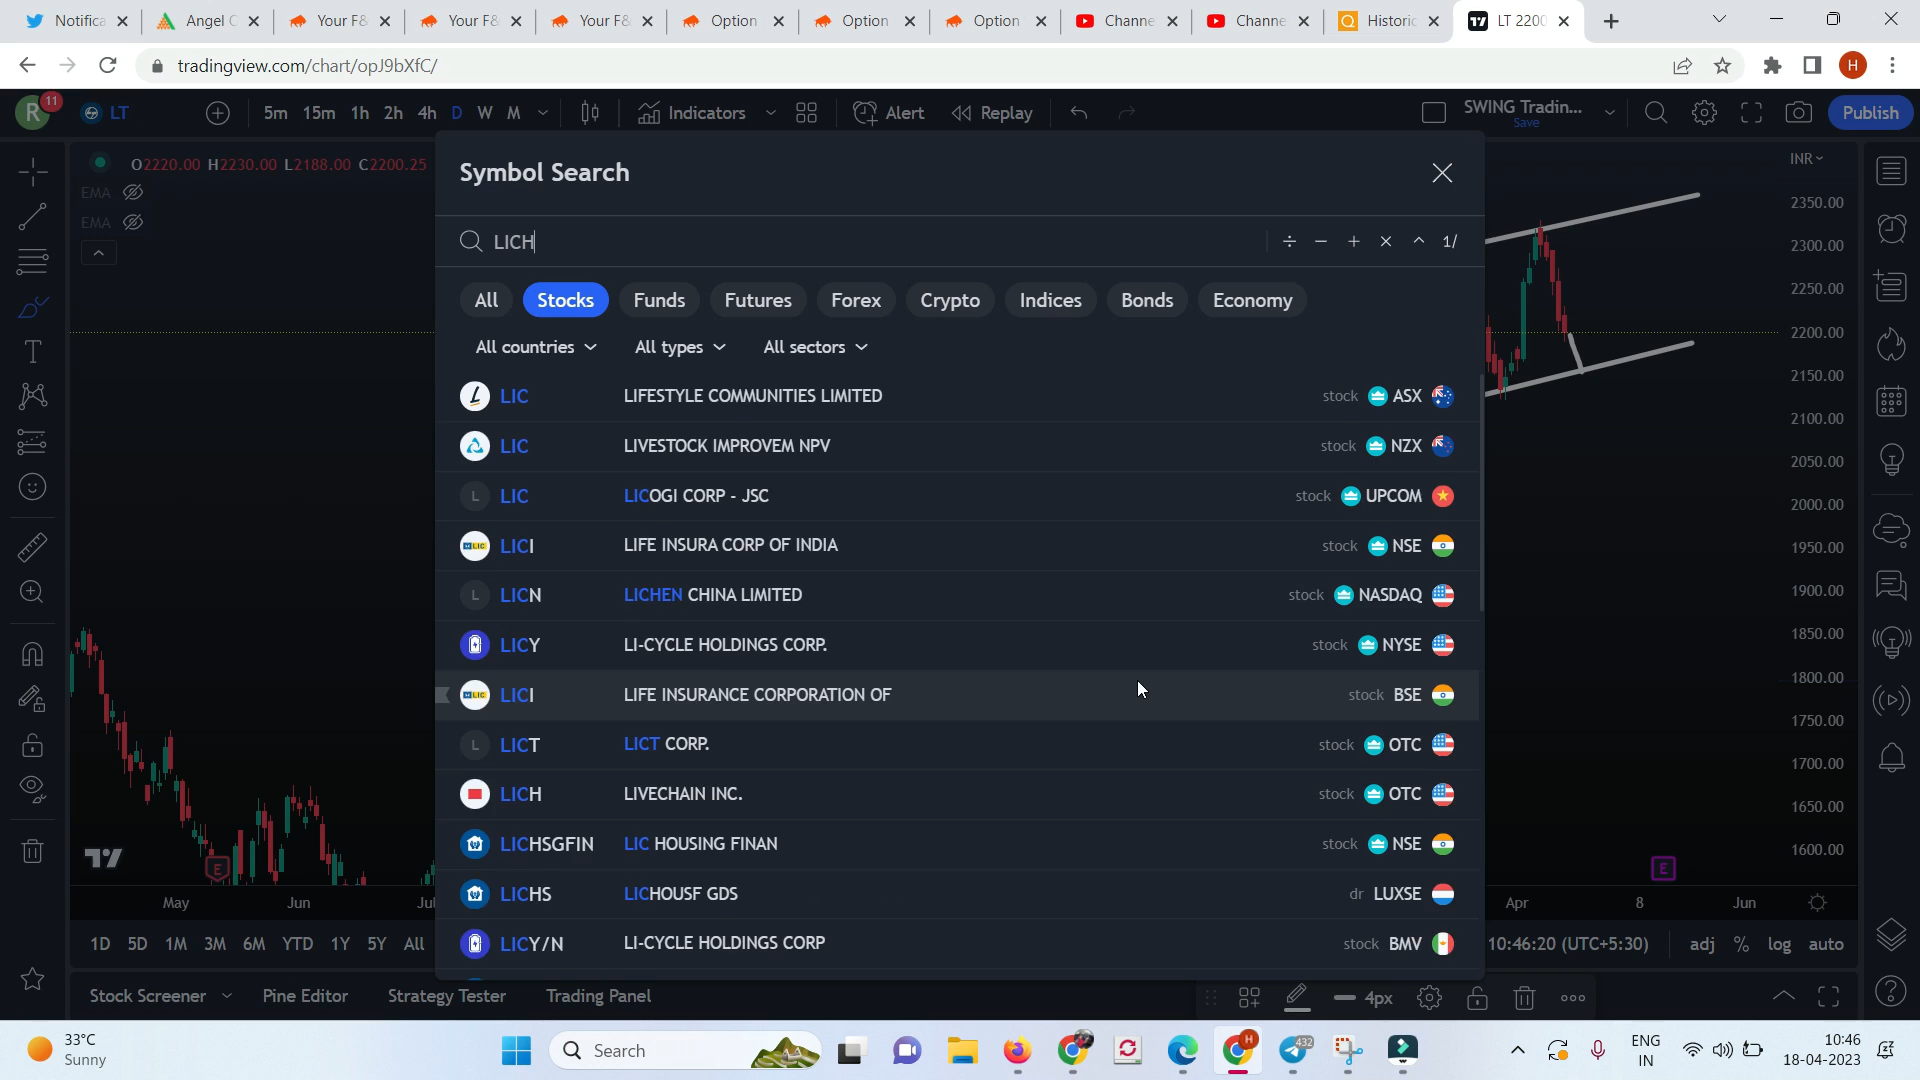 Notifica
Angel C
Your F&
Your F&
Your F&
Option
Option
Option
Channe
Channe
Historic
LT 2200
tradingview.com/chart/opJ9bXfC/
H
R 11
LT
5m 15m 1h 2h 4h D W M
Indicators
Alert
Replay
SWING Tradin...
Save
Publish
O2220.00 H2230.00 L2188.00 C2200.25
EMA
EMA
Symbol Search
LICH
÷ − + × ^ 1/
All Stocks Funds Futures Forex Crypto Indices Bonds Economy
All countries All types All sectors
LIC LIFESTYLE COMMUNITIES LIMITED stock ASX
LIC LIVESTOCK IMPROVEM NPV stock NZX
L LIC LICOGI CORP - JSC stock UPCOM
LICI LIFE INSURA CORP OF INDIA stock NSE
L LICN LICHEN CHINA LIMITED stock NASDAQ
LICY LI-CYCLE HOLDINGS CORP. stock NYSE
LICI LIFE INSURANCE CORPORATION OF stock BSE
L LICT LICT CORP. stock OTC
LICH LIVECHAIN INC. stock OTC
LICHSGFIN LIC HOUSING FINAN stock NSE
LICHS LICHOUSF GDS dr LUXSE
LICY/N LI-CYCLE HOLDINGS CORP stock BMV
INR
2350.00
2300.00
2250.00
2200.00
2150.00
2100.00
2050.00
2000.00
1950.00
1900.00
1850.00
1800.00
1750.00
1700.00
1650.00
1600.00
E
E
May Jun Jul Apr 8 Jun
1D 5D 1M 3M 6M YTD 1Y 5Y All
10:46:20 (UTC+5:30) adj % log auto
Stock Screener Pine Editor Strategy Tester Trading Panel
4px
33°C
Sunny
Search
432
ENG
IN
10:46
18-04-2023